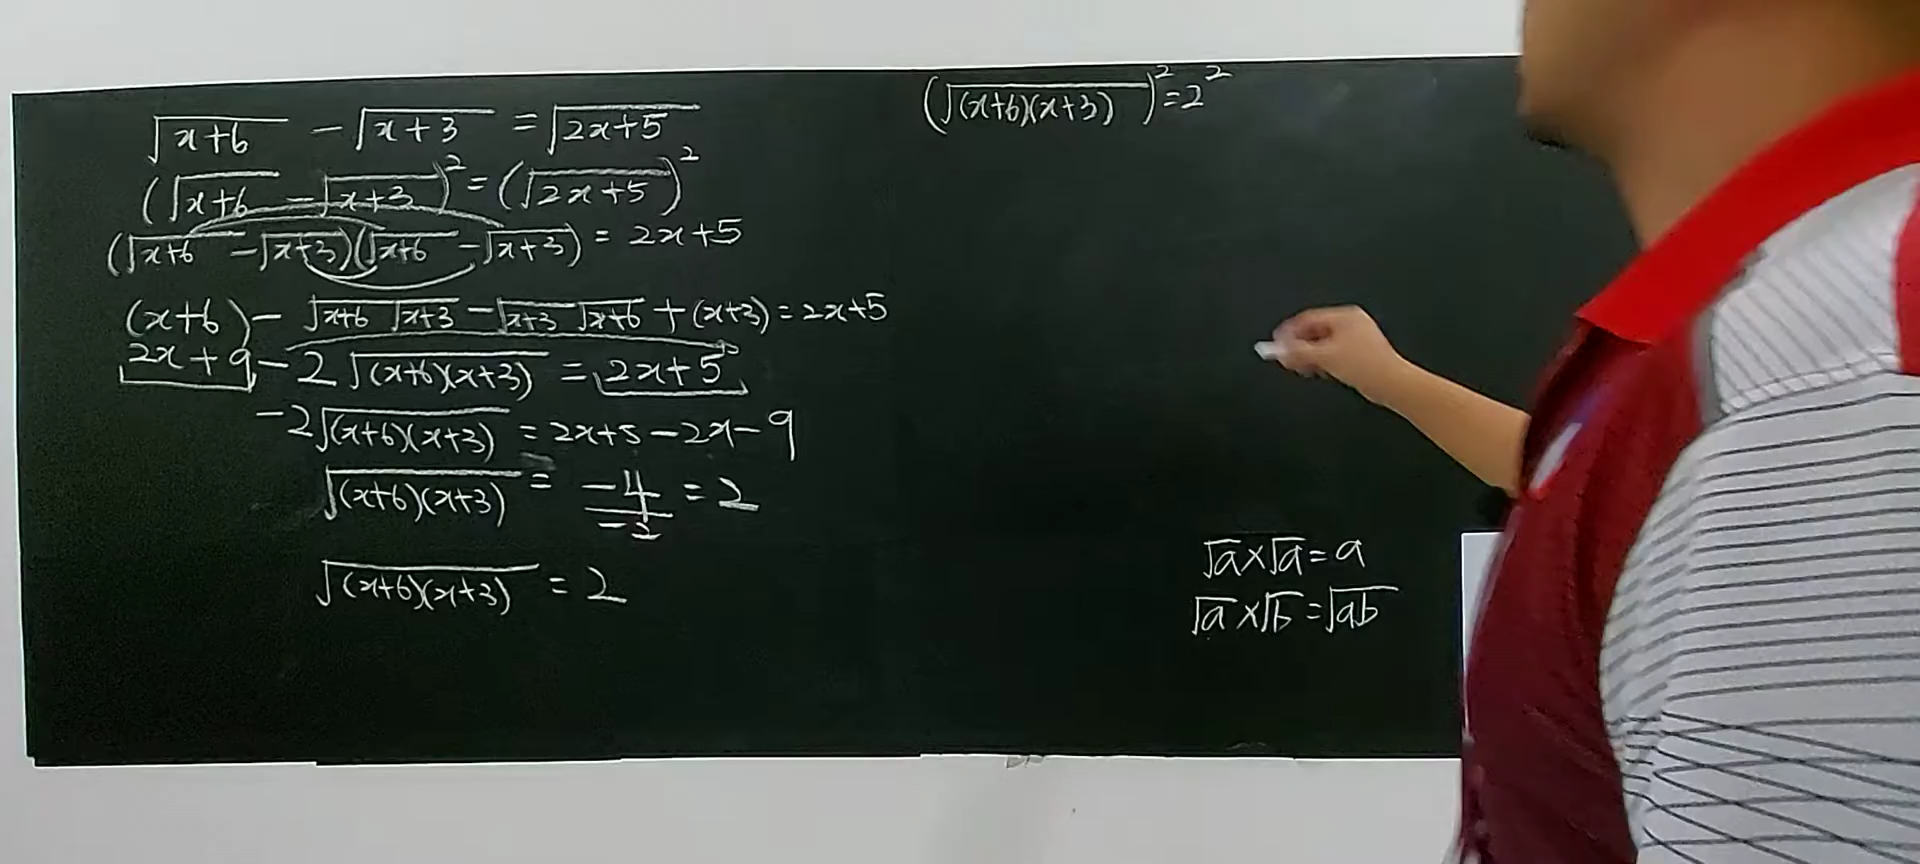 √(x+6) − √(x+3) = √(2x+5)
(√(x+6) − √(x+3))² = (√(2x+5))²
(√(x+6) − √(x+3))(√(x+6) − √(x+3)) = 2x+5
(x+6) − √(x+6) √(x+3) − √(x+3) √(x+6) + (x+3) = 2x+5
2x+9 − 2√((x+6)(x+3)) = 2x+5
−2√((x+6)(x+3)) = 2x+5−2x−9
√((x+6)(x+3)) = −4/−2 = 2
√((x+6)(x+3)) = 2
(√((x+6)(x+3)))² = 2²
√a×√a=a
√a×√b=√ab